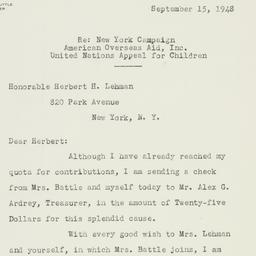 TTLE
September 15, 1948
Re: New York Campaign
American Overseas Aid, Inc.
United Nations Appeal for Children
Honorable Herbert H. Lehman
820 Park Avenue
New York, N. Y.
Dear Herbert:
Although I have already reached my
quota for contributions, I am sending a check
from Mrs. Battle and myself today to Mr. Alex G.
Ardrey, Treasurer, in the amount of Twenty-five
Dollars for this splendid cause.
With every good wish to Mrs. Lehman
and yourself, in which Mrs. Battle joins, I am